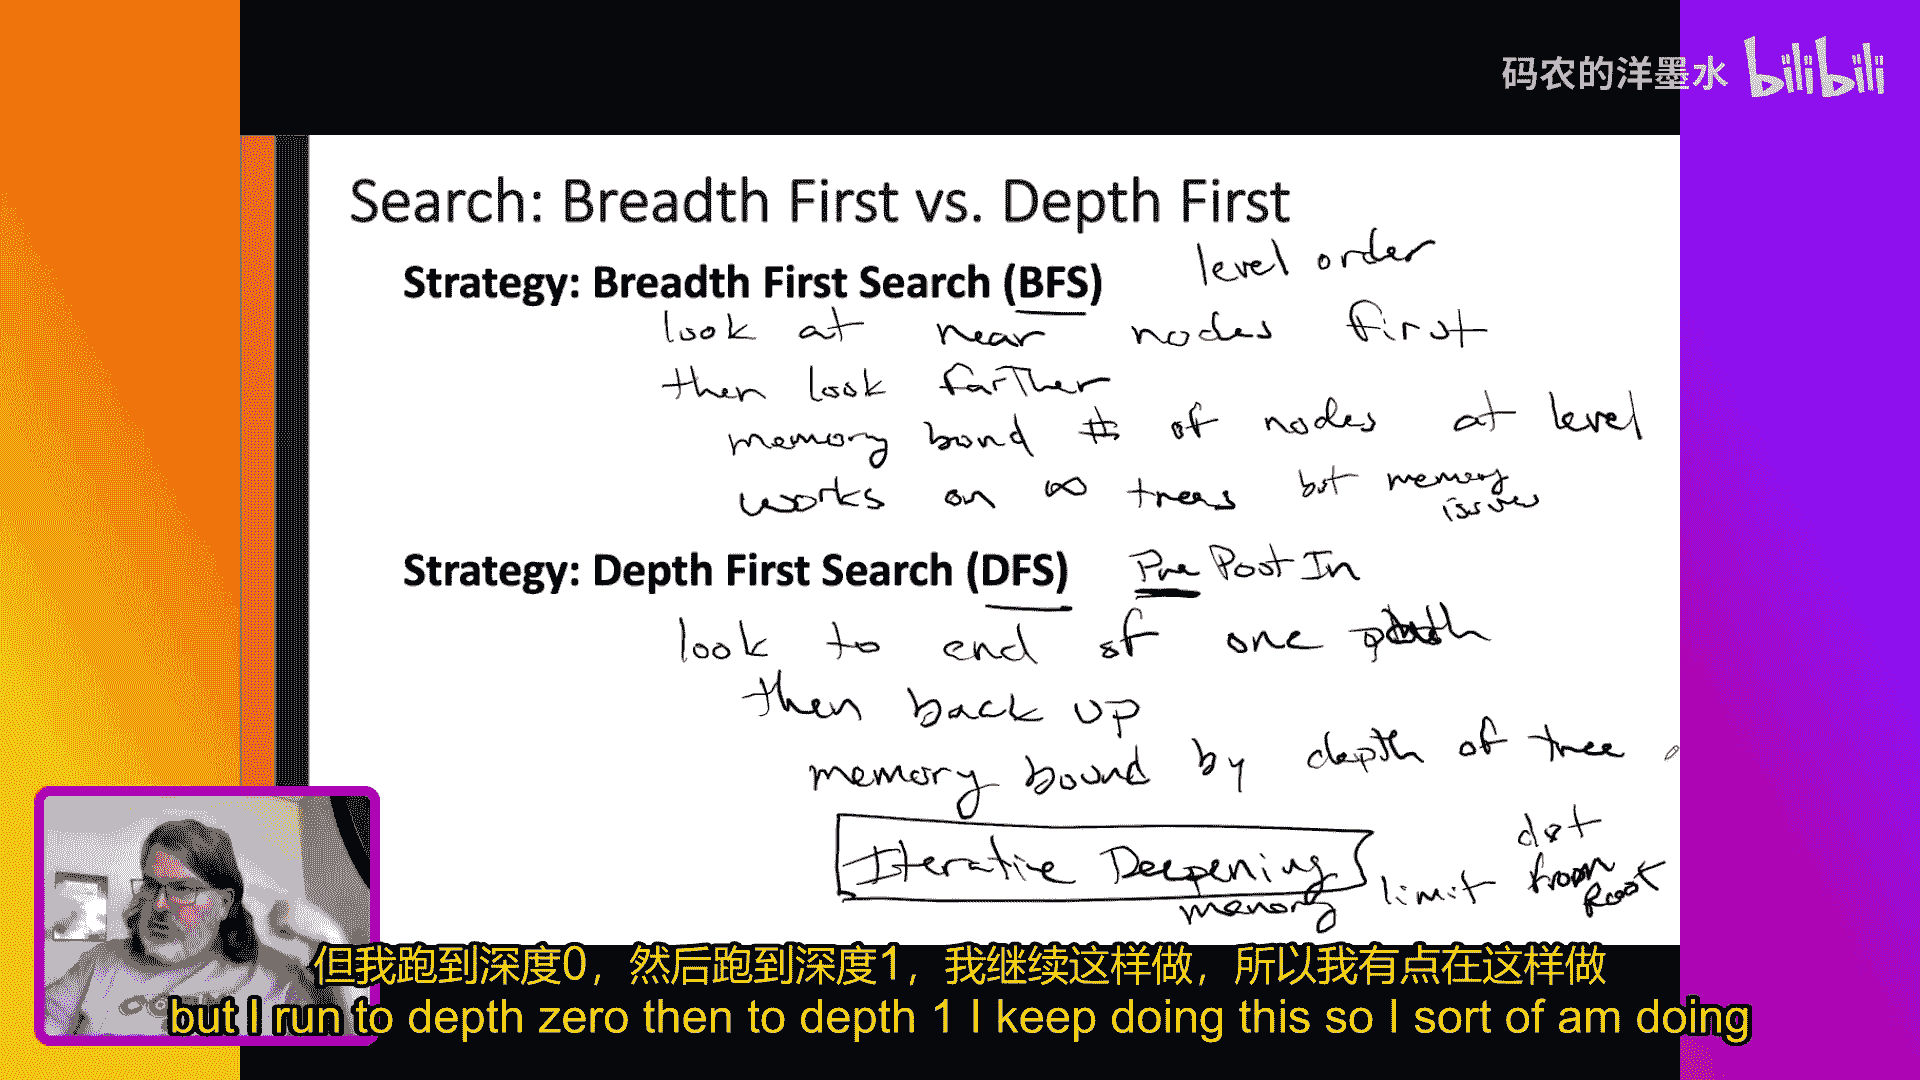 码农的洋墨水 bilibili
Search: Breadth First vs. Depth First
level order
Strategy: Breadth First Search (BFS)
look at near nodes first
then look farther
memory bond # of nodes at level
works on ∞ trees but memory
issues
Strategy: Depth First Search (DFS) Pre Post In
look to end of one path
then back up
memory bound by depth of tree
Iterative Deepening
memory limit dst
from
Root
但我跑到深度0，然后跑到深度1，我继续这样做，所以我有点在这样做
but I run to depth zero then to depth 1 I keep doing this so I sort of am doing